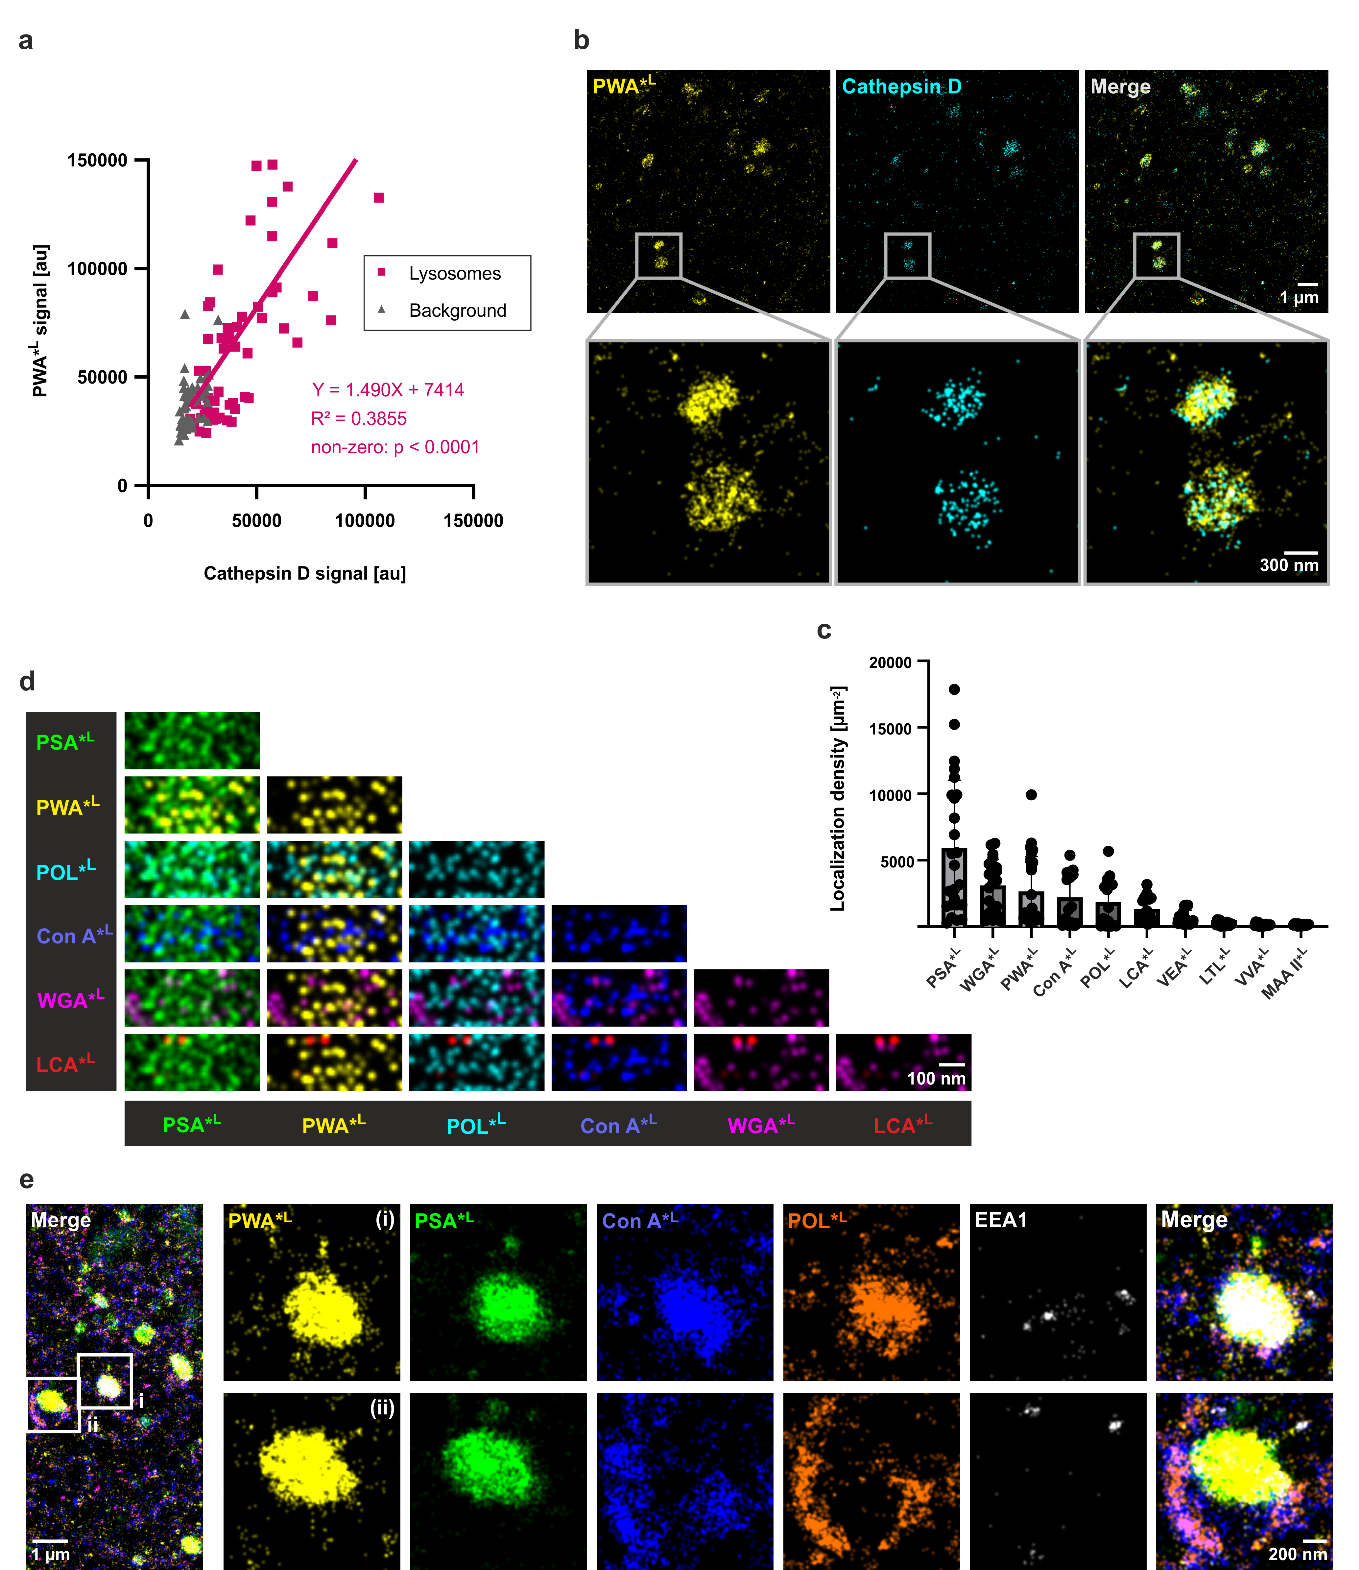 a
150000
100000
50000
0
PWA*L signal [au]
Lysosomes
Background
Y = 1.490X + 7414
R² = 0.3855
non-zero: p < 0.0001
0 50000 100000 150000
Cathepsin D signal [au]
b
PWA*L Cathepsin D Merge
1 µm
300 nm
c
20000
15000
10000
5000
Localization density [µm-2]
PSA*L WGA*L PWA*L Con A*L POL*L LCA*L VEA*L LTL*L VVA*L MAA II*L
d
PSA*L
PWA*L
POL*L
Con A*L
WGA*L
LCA*L
100 nm
PSA*L PWA*L POL*L Con A*L WGA*L LCA*L
e
Merge PWA*L (i) PSA*L Con A*L POL*L EEA1 Merge
i
ii
(ii)
1 µm
200 nm